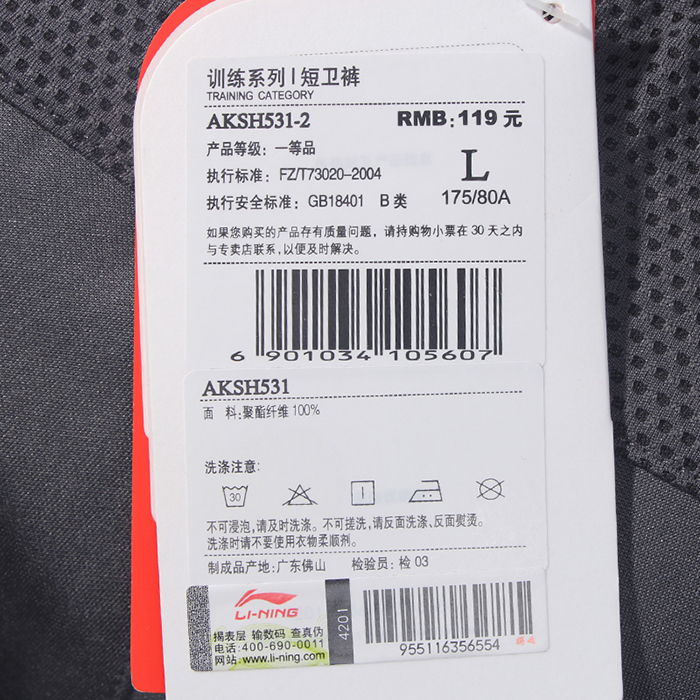 训练系列 | 短卫裤
TRAINING CATEGORY
AKSH531-2 RMB: 119 元
产品等级: 一等品
L
执行标准: FZ/T73020-2004
执行安全标准: GB18401 B 类 175/80A
如果您购买的产品存有质量问题, 请持购物小票在 30 天之内
与专卖店联系, 以便及时解决。
6 901034 105607
AKSH531
面 料: 聚酯纤维 100%
洗涤注意:
30
不可浸泡, 请及时洗涤。不可搓洗, 请反面洗涤、反面熨烫。
洗涤时请不要使用衣物柔顺剂。
制成品产地: 广东佛山 检验员: 检 03
LI-NING
揭表层 输数码 查真伪
电话: 400-690-0011
网站: www.li-ning.com
4201
955116356554